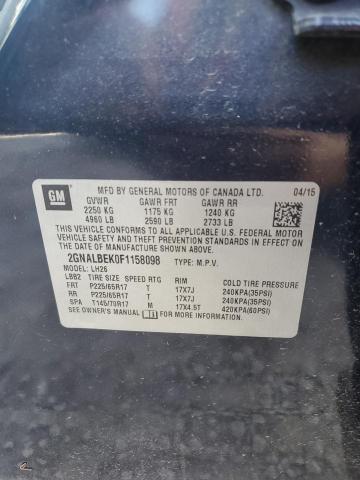 GM
MFD BY GENERAL MOTORS OF CANADA LTD. 04/15
GVWR GAWR FRT GAWR RR
2250 KG 1175 KG 1240 KG
4960 LB 2590 LB 2733 LB
THIS VEHICLE CONFORMS TO ALL APPLICABLE U.S. FEDERAL MOTOR
VEHICLE SAFETY, BUMPER, AND THEFT PREVENTION STANDARDS
IN EFFECT ON THE DATE OF MANUFACTURE SHOWN ABOVE.
2GNALBEK0F1158098 TYPE: M.P.V.
MODEL: LH26
LBB2 TIRE SIZE SPEED RTG RIM COLD TIRE PRESSURE
FRT P225/65R17 T 17X7J 240KPA(35PSI)
RR P225/65R17 T 17X7J 240KPA(35PSI)
SPA T145/70R17 M 17X4.5T 420KPA(60PSI)
SEE OWNER'S MANUAL FOR ADDITIONAL INFORMATION